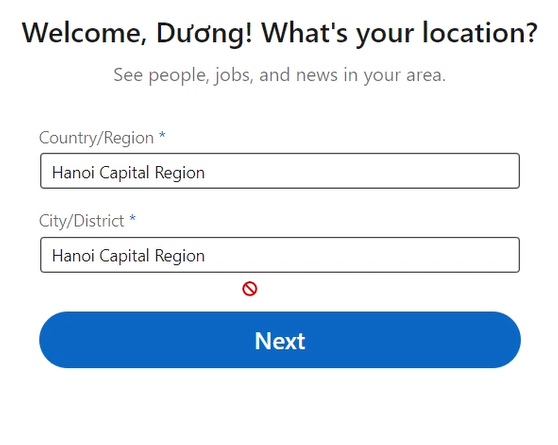 Welcome, Dương! What's your location?
See people, jobs, and news in your area.
Country/Region *
Hanoi Capital Region
City/District *
Hanoi Capital Region
Next